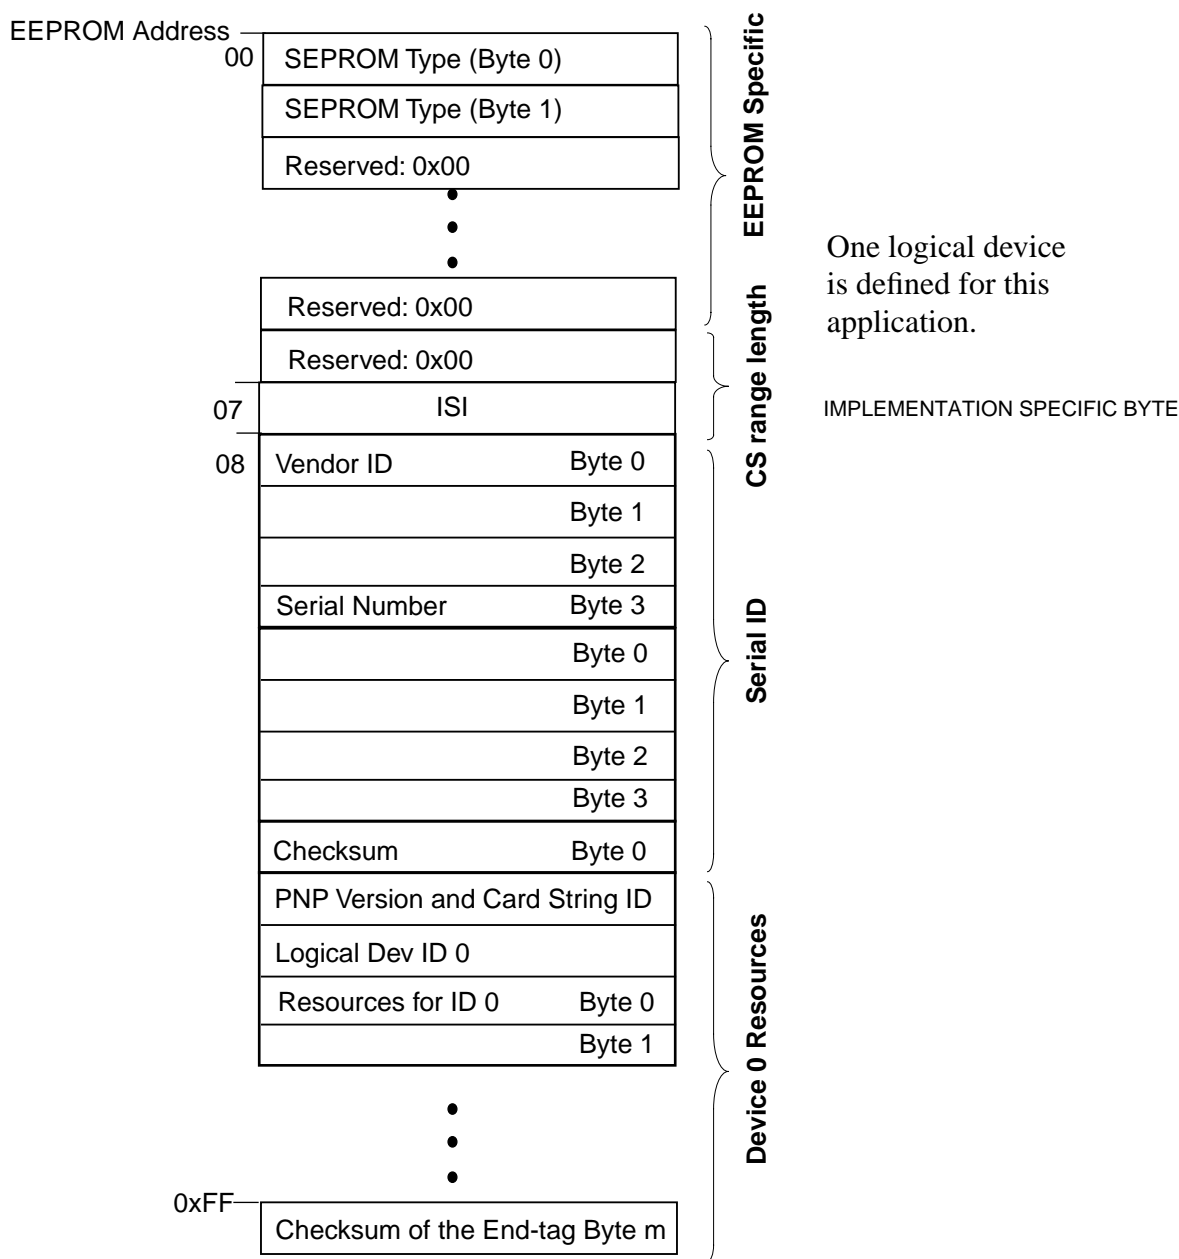 EEPROM Address
00
SEPROM Type (Byte 0)
SEPROM Type (Byte 1)
Reserved: 0x00
EEPROM Specific
Reserved: 0x00
One logical device
is defined for this
application.
Reserved: 0x00
07
ISI
CS range length
IMPLEMENTATION SPECIFIC BYTE
08
Vendor ID Byte 0
Byte 1
Byte 2
Serial Number Byte 3
Byte 0
Byte 1
Byte 2
Byte 3
Checksum Byte 0
Serial ID
PNP Version and Card String ID
Logical Dev ID 0
Resources for ID 0 Byte 0
Byte 1
Device 0 Resources
0xFF
Checksum of the End-tag Byte m